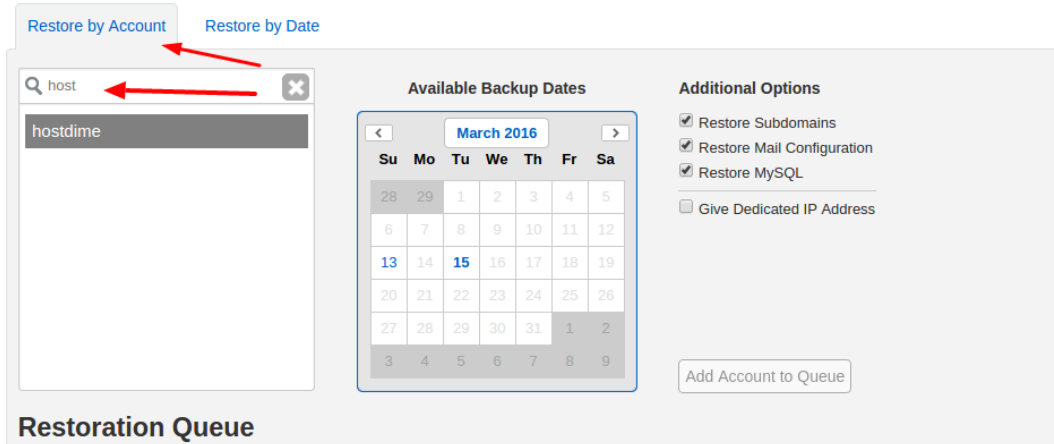 Restore by Account Restore by Date
host
hostdime
Available Backup Dates
March 2016
Su Mo Tu We Th Fr Sa
28 29 1 2 3 4 5
6 7 8 9 10 11 12
13 14 15 16 17 18 19
20 21 22 23 24 25 26
27 28 29 30 31 1 2
3 4 5 6 7 8 9
Additional Options
Restore Subdomains
Restore Mail Configuration
Restore MySQL
Give Dedicated IP Address
Add Account to Queue
Restoration Queue